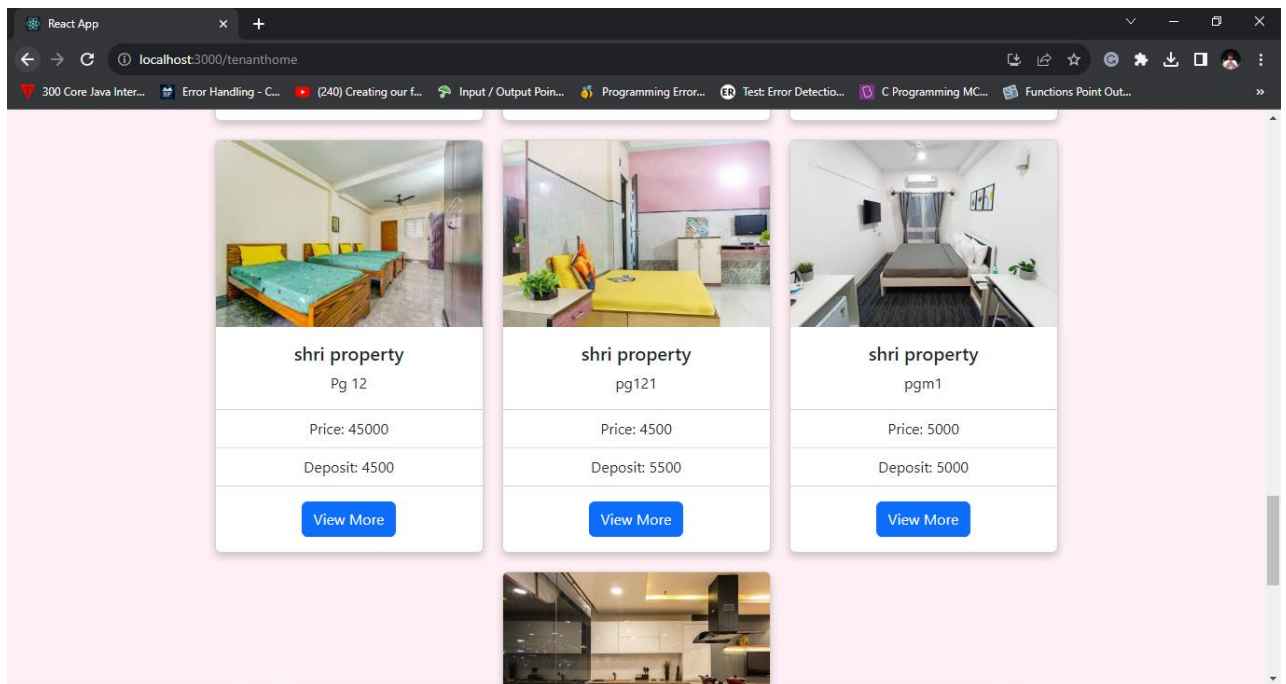 React App
localhost:3000/tenanthome
300 Core Java Inter... Error Handling - C... (240) Creating our f... Input / Output Poin... Programming Error... ER Test: Error Detectio... C Programming MC... Functions Point Out... »
shri property
Pg 12
Price: 45000
Deposit: 4500
View More
shri property
pg121
Price: 4500
Deposit: 5500
View More
shri property
pgm1
Price: 5000
Deposit: 5000
View More